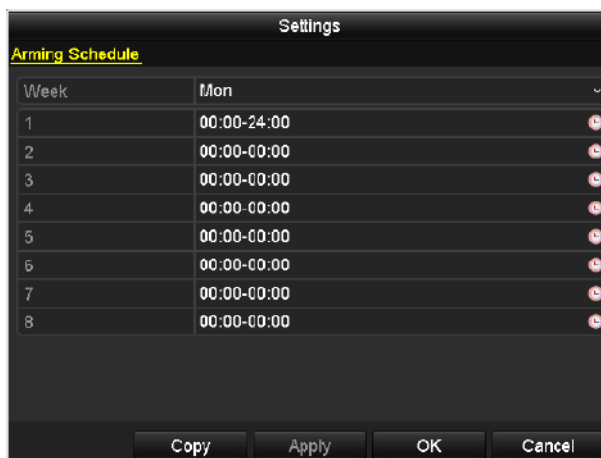 Settings
Arming Schedule
Week Mon
1 00:00-24:00
2 00:00-00:00
3 00:00-00:00
4 00:00-00:00
5 00:00-00:00
6 00:00-00:00
7 00:00-00:00
8 00:00-00:00
Copy Apply OK Cancel